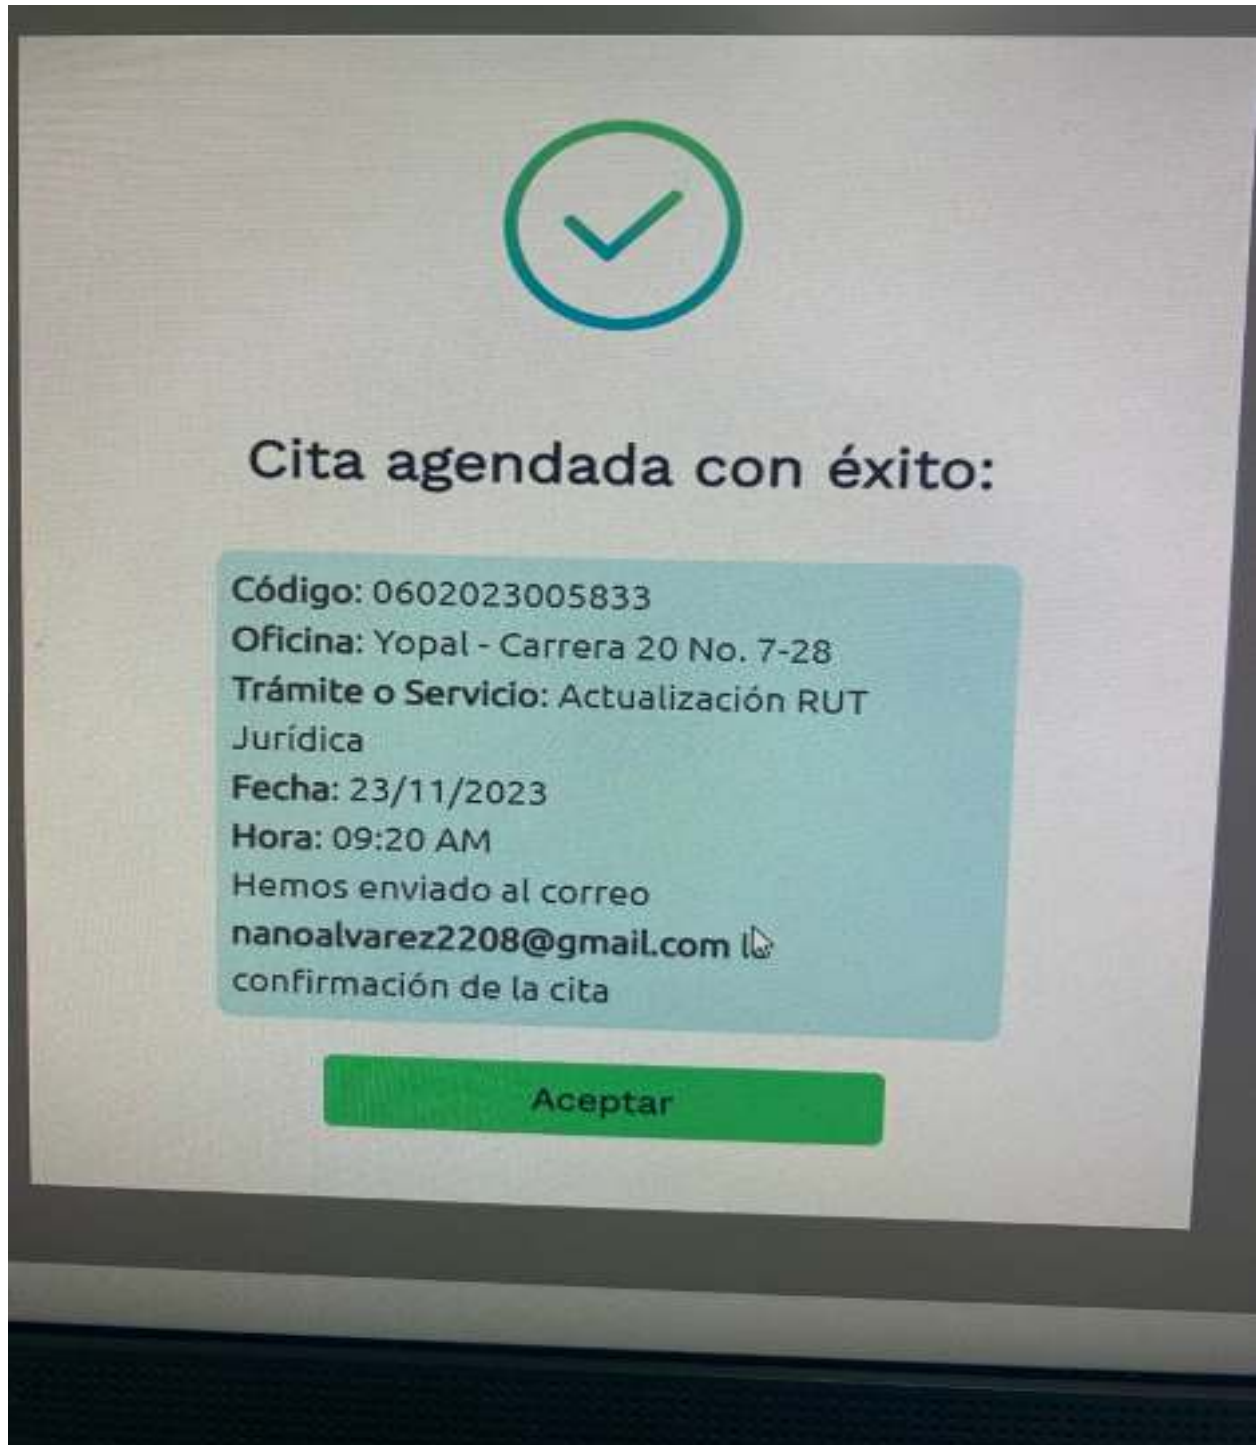 Cita agendada con éxito:
Código: 0602023005833
Oficina: Yopal - Carrera 20 No. 7-28
Trámite o Servicio: Actualización RUT
Jurídica
Fecha: 23/11/2023
Hora: 09:20 AM
Hemos enviado al correo
nanoalvarez2208@gmail.com
confirmación de la cita
Aceptar